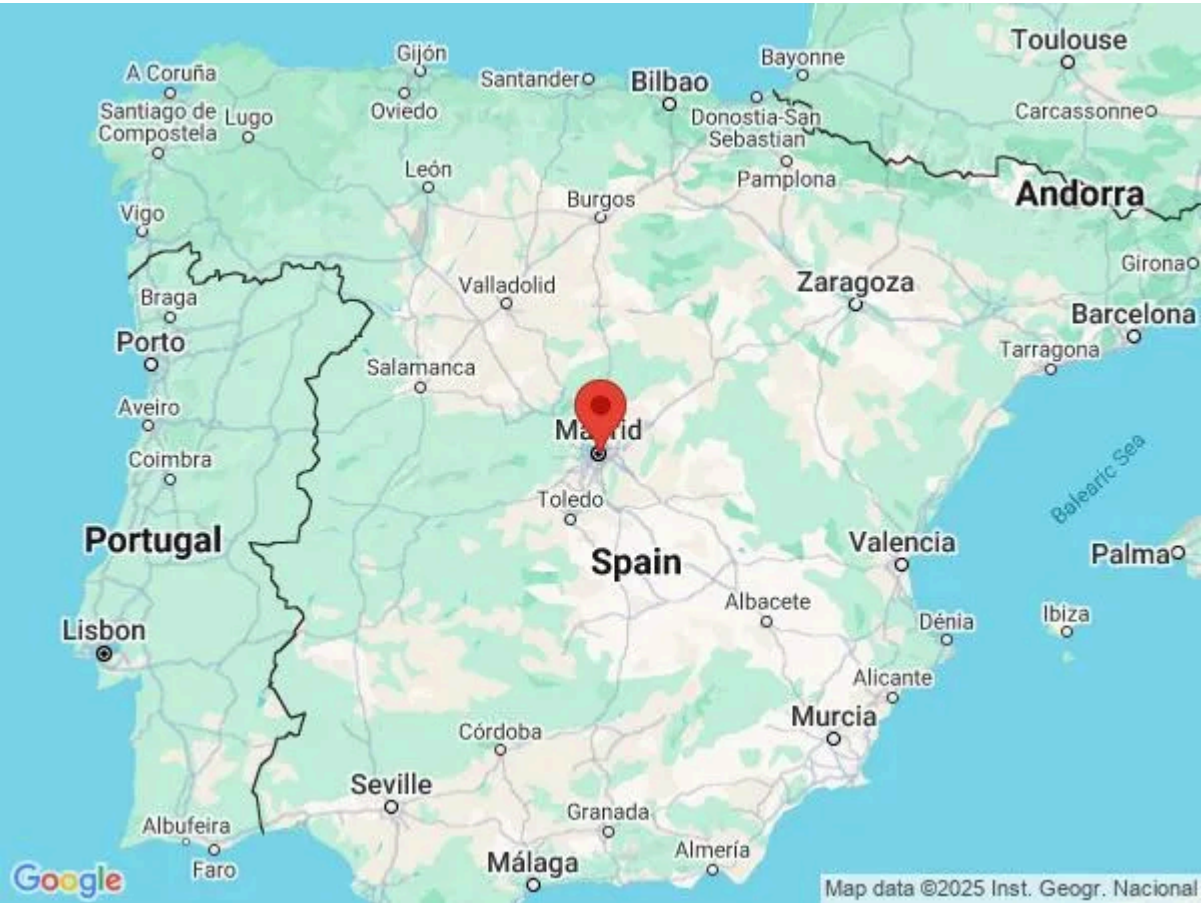 Toulouse
Gijón
Bayonne
A Coruña
Santander
Bilbao
Santiago de
Compostela
Lugo
Oviedo
Donostia-San
Sebastian
Carcassonne
León
Pamplona
Andorra
Burgos
Vigo
Girona
Braga
Valladolid
Zaragoza
Barcelona
Porto
Salamanca
Tarragona
Aveiro
Madrid
Coimbra
Balearic Sea
Toledo
Portugal
Spain
Valencia
Palma
Albacete
Ibiza
Lisbon
Dénia
Alicante
Murcia
Córdoba
Seville
Granada
Albufeira
Faro
Málaga
Almería
Google
Map data ©2025 Inst. Geogr. Nacional